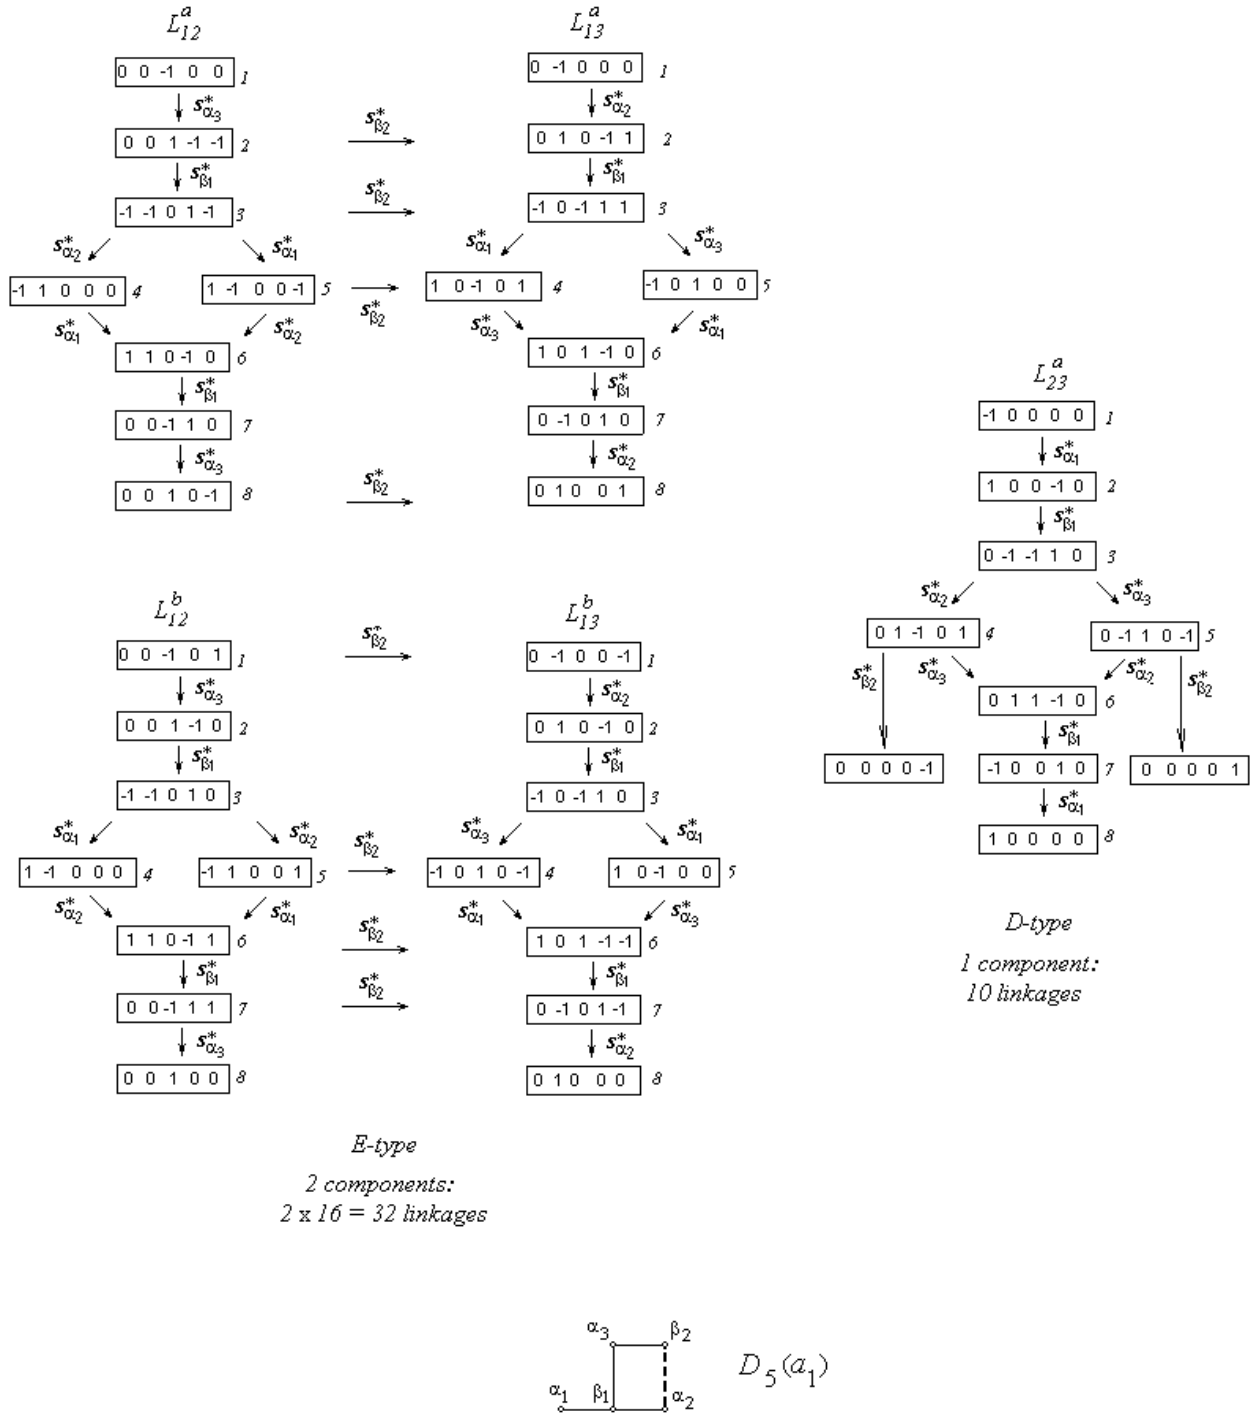 L₁₂ᵃ
0 0 -1 0 0 1
s*α₃
0 0 1 -1 -1 2
s*β₁
-1 -1 0 1 -1 3
s*α₂ s*α₁
-1 1 0 0 0 4
1 -1 0 0 -1 5
s*α₁ s*α₂
1 1 0 -1 0 6
s*β₁
0 0 -1 1 0 7
s*α₃
0 0 1 0 -1 8
s*β₂
s*β₂
s*β₂
s*β₂
L₁₃ᵃ
0 -1 0 0 0 1
s*α₂
0 1 0 -1 1 2
s*β₁
-1 0 -1 1 1 3
s*α₁ s*α₃
1 0 -1 0 1 4
-1 0 1 0 0 5
s*α₃ s*α₁
1 0 1 -1 0 6
s*β₁
0 -1 0 1 0 7
s*α₂
0 1 0 0 1 8
L₂₃ᵃ
-1 0 0 0 0 1
s*α₁
1 0 0 -1 0 2
s*β₁
0 -1 -1 1 0 3
s*α₂ s*α₃
0 1 -1 0 1 4
0 -1 1 0 -1 5
s*β₂ s*α₃ s*α₂ s*β₂
0 1 1 -1 0 6
s*β₁
0 0 0 0 -1
-1 0 0 1 0 7
0 0 0 0 1
s*α₁
1 0 0 0 0 8
D-type
1 component:
10 linkages
L₁₂ᵇ
0 0 -1 0 1 1
s*α₃
0 0 1 -1 0 2
s*β₁
-1 -1 0 1 0 3
s*α₁ s*α₂
1 -1 0 0 0 4
-1 1 0 0 1 5
s*α₂ s*α₁
1 1 0 -1 1 6
s*β₁
0 0 -1 1 1 7
s*α₃
0 0 1 0 0 8
s*β₂
s*β₂
s*β₂
s*β₂
L₁₃ᵇ
0 -1 0 0 -1 1
s*α₂
0 1 0 -1 0 2
s*β₁
-1 0 -1 1 0 3
s*α₃ s*α₁
-1 0 1 0 -1 4
1 0 -1 0 0 5
s*α₁ s*α₃
1 0 1 -1 -1 6
s*β₁
0 -1 0 1 -1 7
s*α₂
0 1 0 0 0 8
E-type
2 components:
2 x 16 = 32 linkages
α₃ β₂
D₅(a₁)
α₁ β₁ α₂